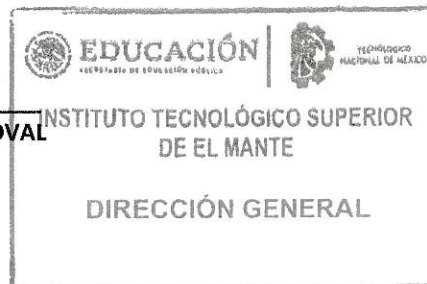 EDUCACIÓN
SECRETARÍA DE EDUCACIÓN PÚBLICA
TECNOLÓGICO
NACIONAL DE MÉXICO
OVAL
INSTITUTO TECNOLÓGICO SUPERIOR
DE EL MANTE
DIRECCIÓN GENERAL